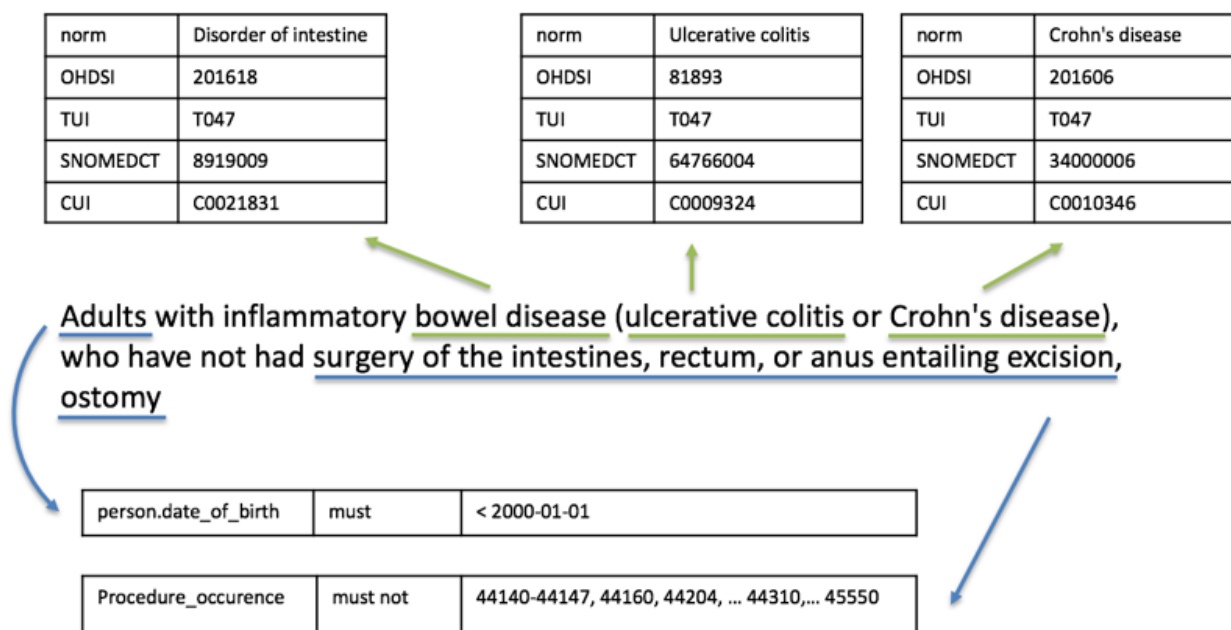 norm Disorder of intestine
OHDSI 201618
TUI T047
SNOMEDCT 8919009
CUI C0021831
norm Ulcerative colitis
OHDSI 81893
TUI T047
SNOMEDCT 64766004
CUI C0009324
norm Crohn's disease
OHDSI 201606
TUI T047
SNOMEDCT 34000006
CUI C0010346
Adults with inflammatory bowel disease (ulcerative colitis or Crohn's disease),
who have not had surgery of the intestines, rectum, or anus entailing excision,
ostomy
person.date_of_birth must < 2000-01-01
Procedure_occurence must not 44140-44147, 44160, 44204, ... 44310,... 45550